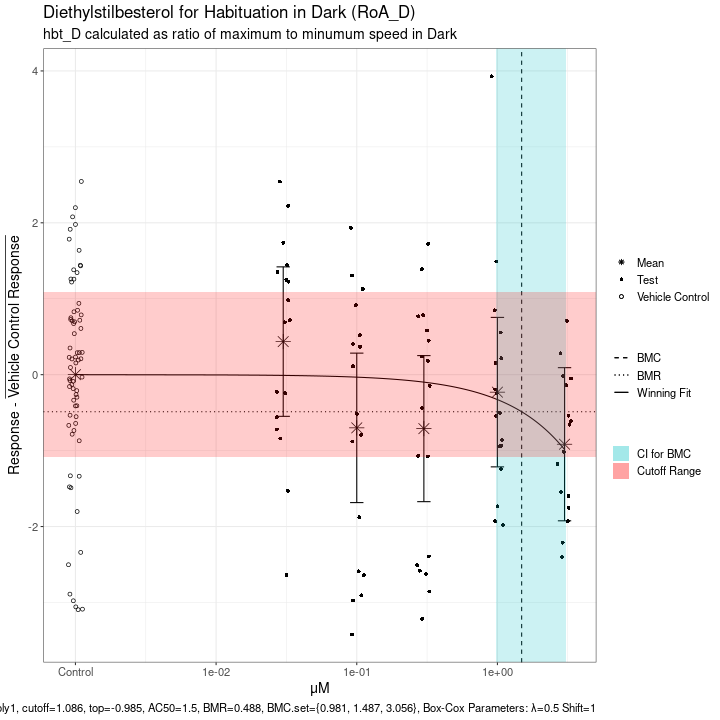 Diethylstilbesterol for Habituation in Dark (RoA_D)
hbt_D calculated as ratio of maximum to minumum speed in Dark
Response - Vehicle Control Response
4
2
0
-2
Control
1e-02
1e-01
1e+00
μM
Mean
Test
Vehicle Control
BMC
BMR
Winning Fit
CI for BMC
Cutoff Range
cutoff=1.086, top=-0.985, AC50=1.5, BMR=0.488, BMC.set={0.981, 1.487, 3.056}, Box-Cox Parameters: λ=0.5 Shift=1